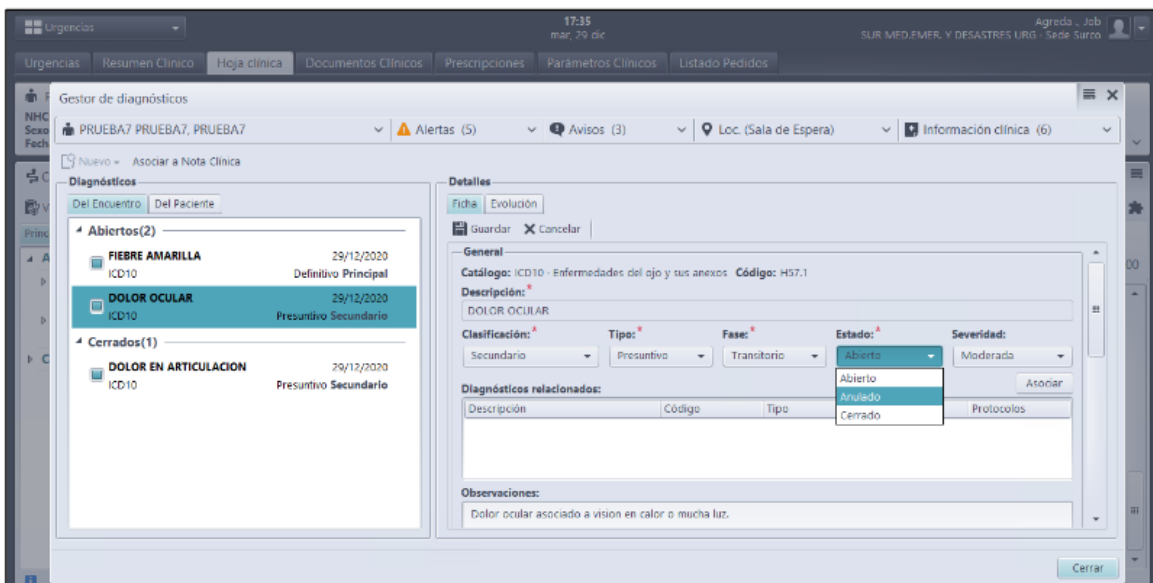 Urgencias
17:35
mar, 29 dic
Agreda , Job
SUR MED.EMER. Y DESASTRES URG - Sede Surco
Urgencias Resumen Clinico Hoja clínica Documentos Clínicos Prescripciones Parámetros Clínicos Listado Pedidos
Gestor de diagnósticos
NHC
Sexo
Fech
PRUEBA7 PRUEBA7, PRUEBA7 Alertas (5) Avisos (3) Loc. (Sala de Espera) Información clínica (6)
Nuevo Asociar a Nota Clínica
Diagnósticos
Del Encuentro Del Paciente
Princ
Abiertos(2)
FIEBRE AMARILLA 29/12/2020
ICD10 Definitivo Principal
DOLOR OCULAR 29/12/2020
ICD10 Presuntivo Secundario
Cerrados(1)
DOLOR EN ARTICULACION 29/12/2020
ICD10 Presuntivo Secundario
Detalles
Ficha Evolución
Guardar Cancelar
General
Catálogo: ICD10 - Enfermedades del ojo y sus anexos Código: H57.1
Descripción:*
DOLOR OCULAR
Clasificación:* Tipo:* Fase:* Estado:* Severidad:
Secundario Presuntivo Transitorio Abierto Moderada
Abierto
Anulado
Cerrado
Asociar
Diagnósticos relacionados:
Descripción Código Tipo Protocolos
Observaciones:
Dolor ocular asociado a vision en calor o mucha luz.
Cerrar